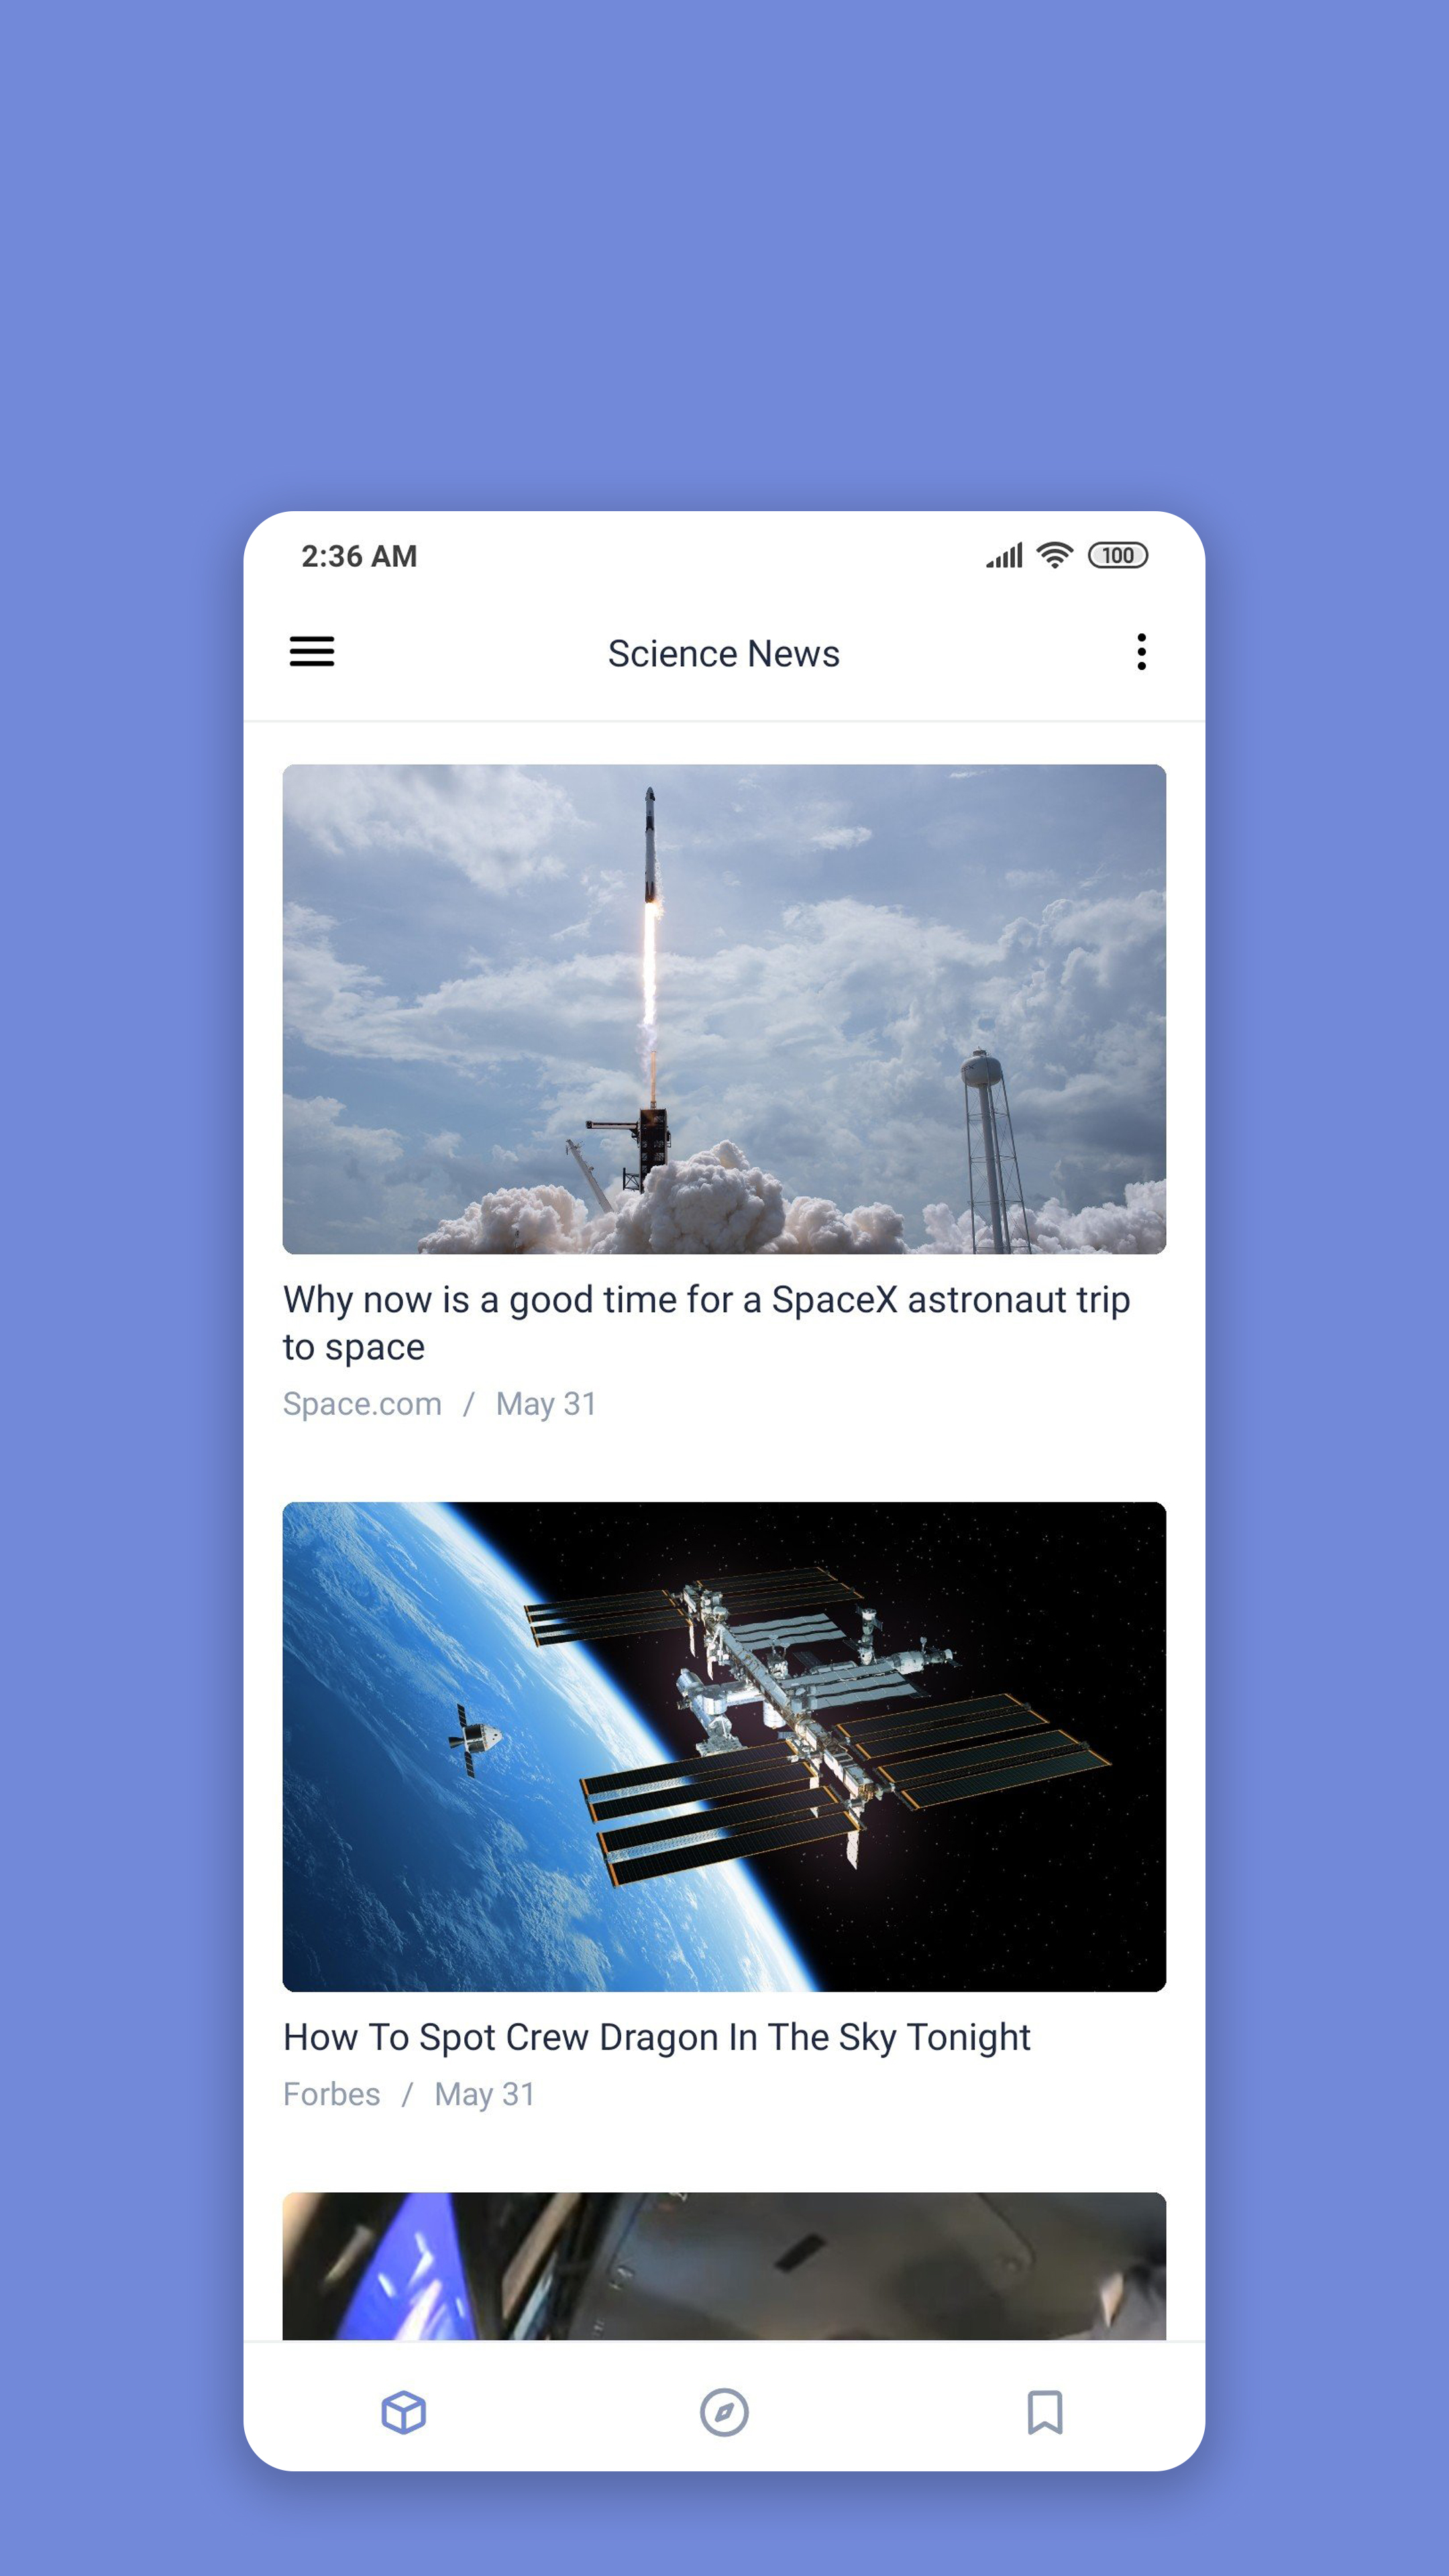 2:36 AM
100
Science News
Why now is a good time for a SpaceX astronaut trip
to space
Space.com / May 31
How To Spot Crew Dragon In The Sky Tonight
Forbes / May 31